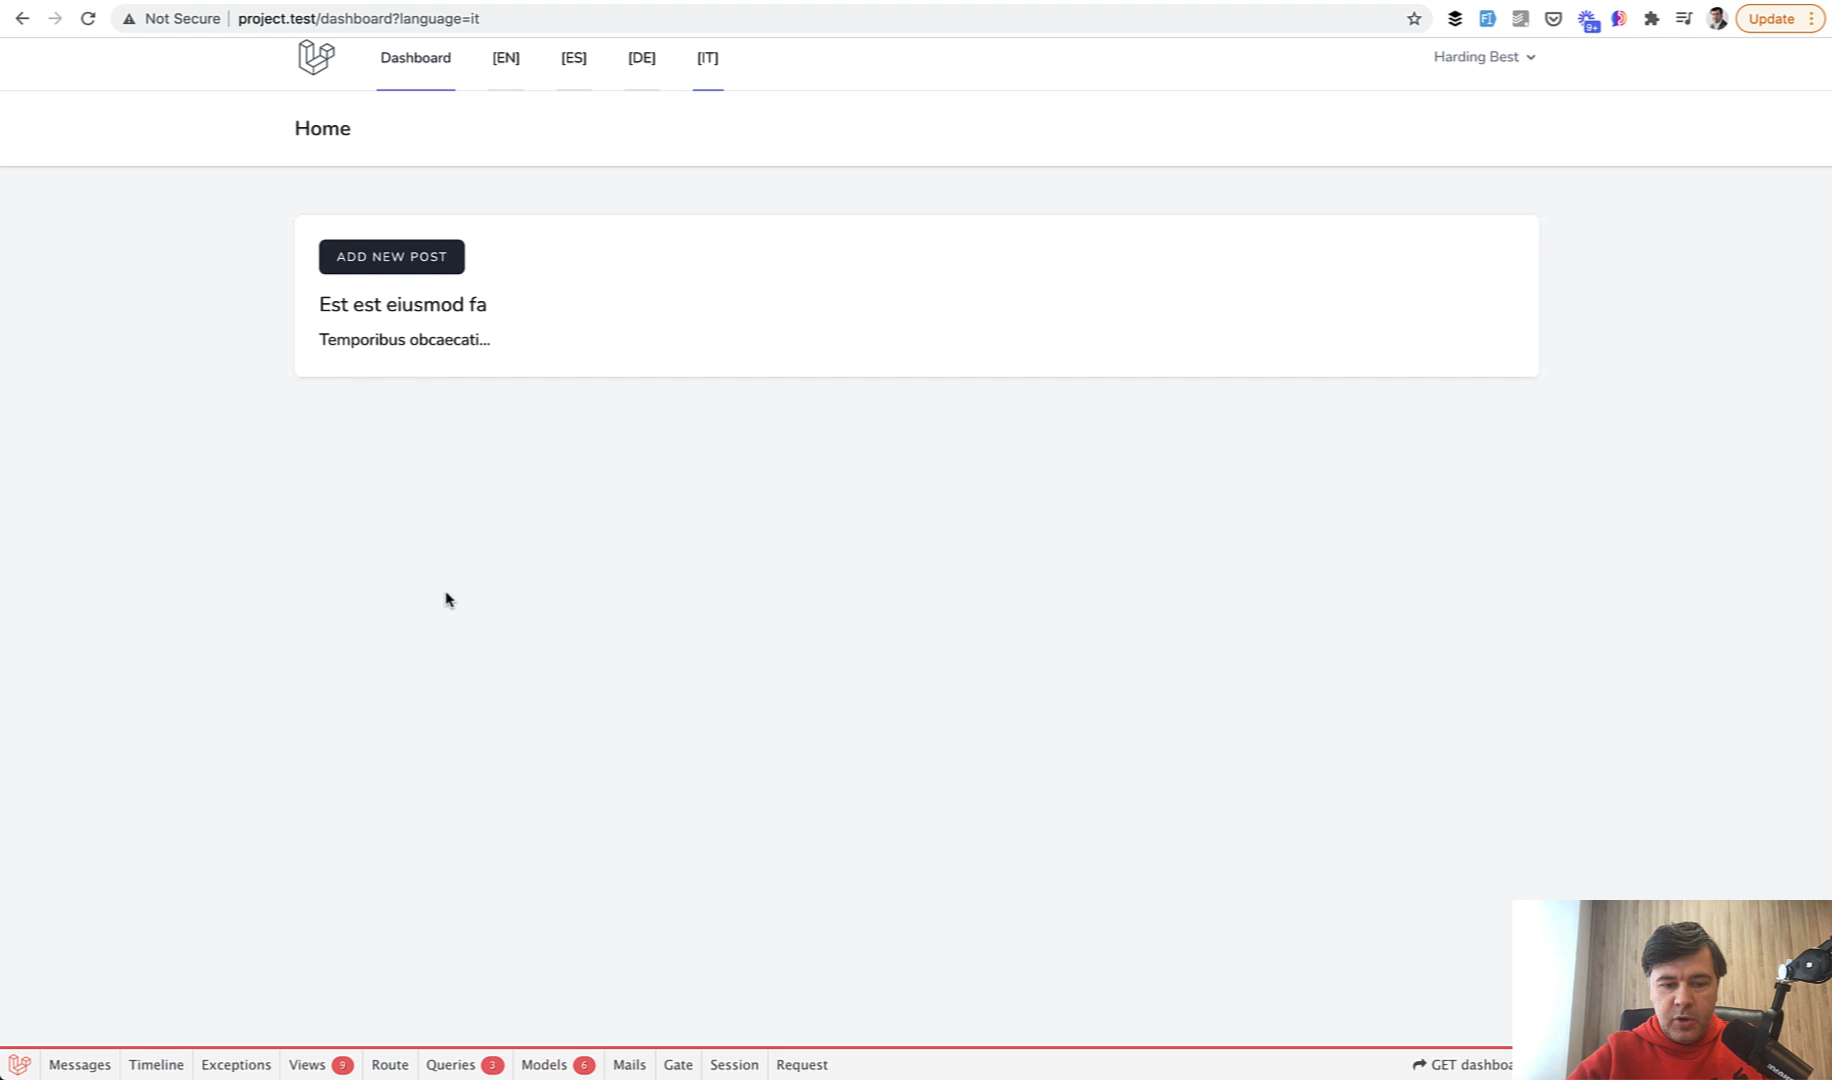 Not Secure | project.test/dashboard?language=it
9+
Update
Dashboard [EN] [ES] [DE] [IT] Harding Best
Home
ADD NEW POST
Est est eiusmod fa
Temporibus obcaecati...
Messages Timeline Exceptions Views 9 Route Queries 3 Models 6 Mails Gate Session Request GET dashboa